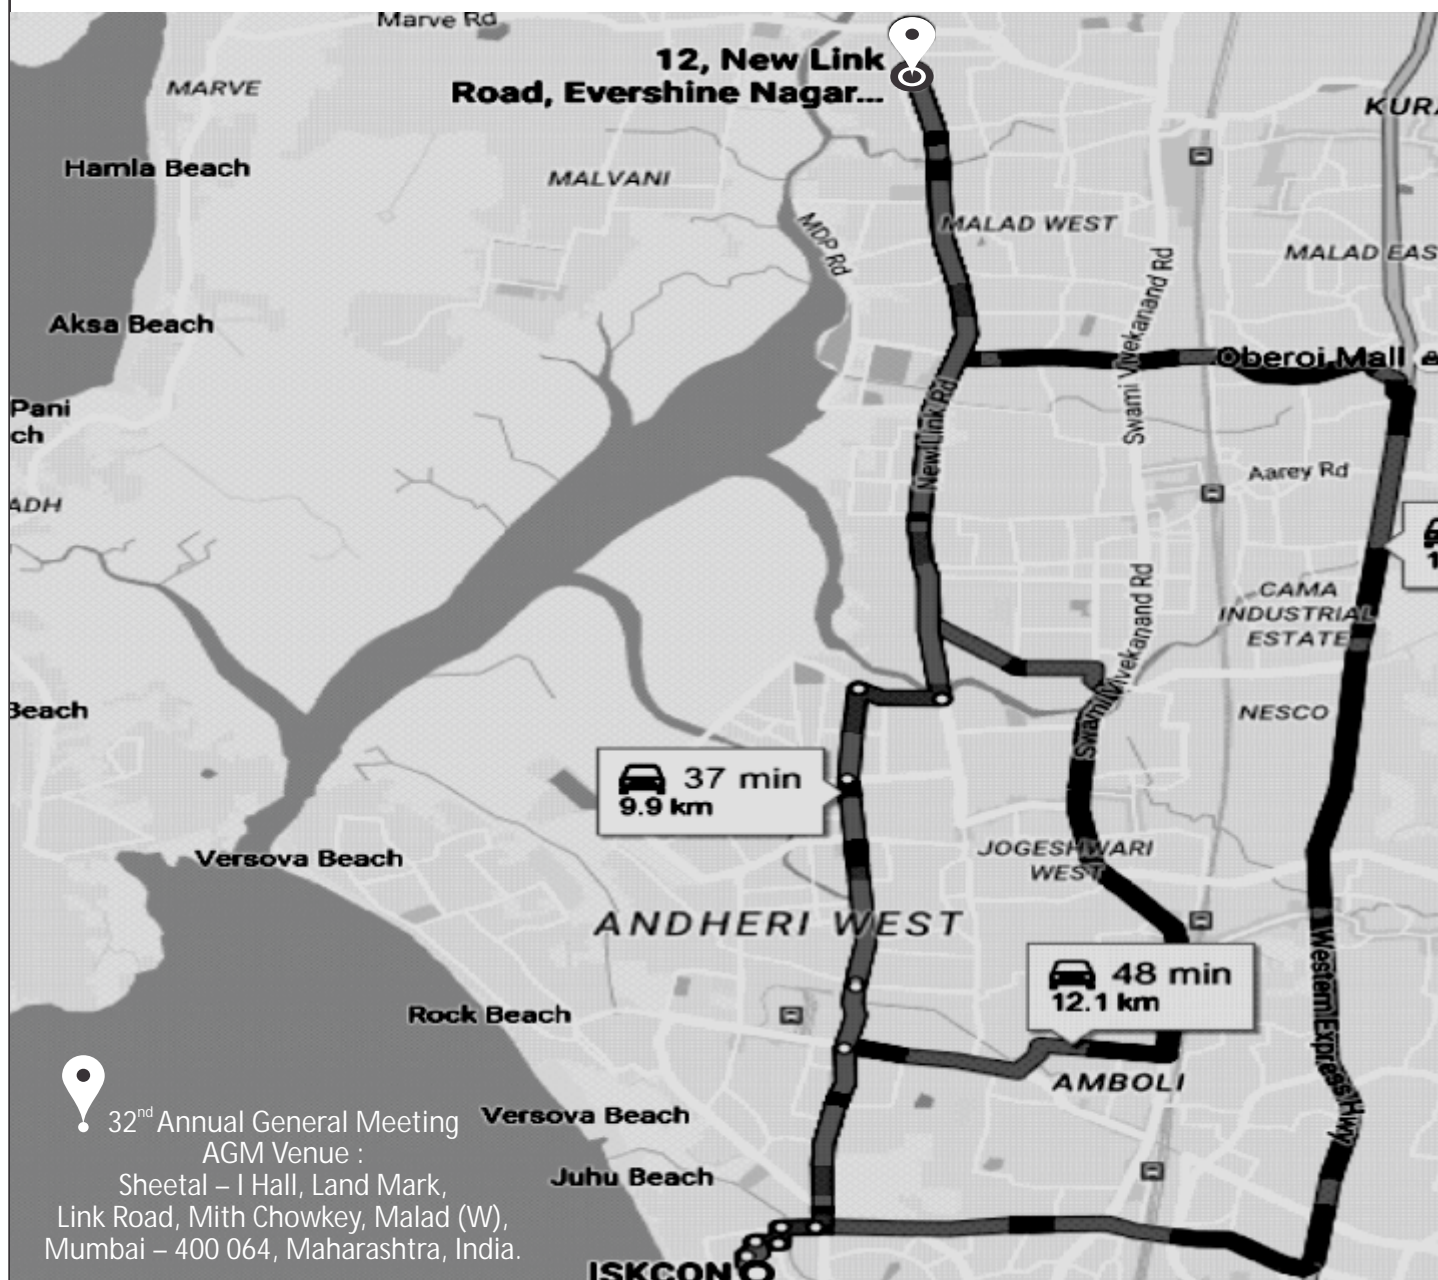 Marve Rd
12, New Link
Road, Evershine Nagar...
MARVE
KURA
Hamla Beach
MALVANI
MDP Rd
MALAD WEST
Swami Vivekanand Rd
MALAD EAS
Aksa Beach
Oberoi Mall
Pani
ch
New Link Rd
Aarey Rd
ADH
CAMA
INDUSTRIAL
ESTATE
Swami Vivekanand Rd
Beach
NESCO
37 min
9.9 km
JOGESHWARI
WEST
Versova Beach
ANDHERI WEST
48 min
12.1 km
Western Express Hwy
Rock Beach
AMBOLI
Versova Beach
Juhu Beach
ISKCON
32nd Annual General Meeting
AGM Venue :
Sheetal – I Hall, Land Mark,
Link Road, Mith Chowkey, Malad (W),
Mumbai – 400 064, Maharashtra, India.